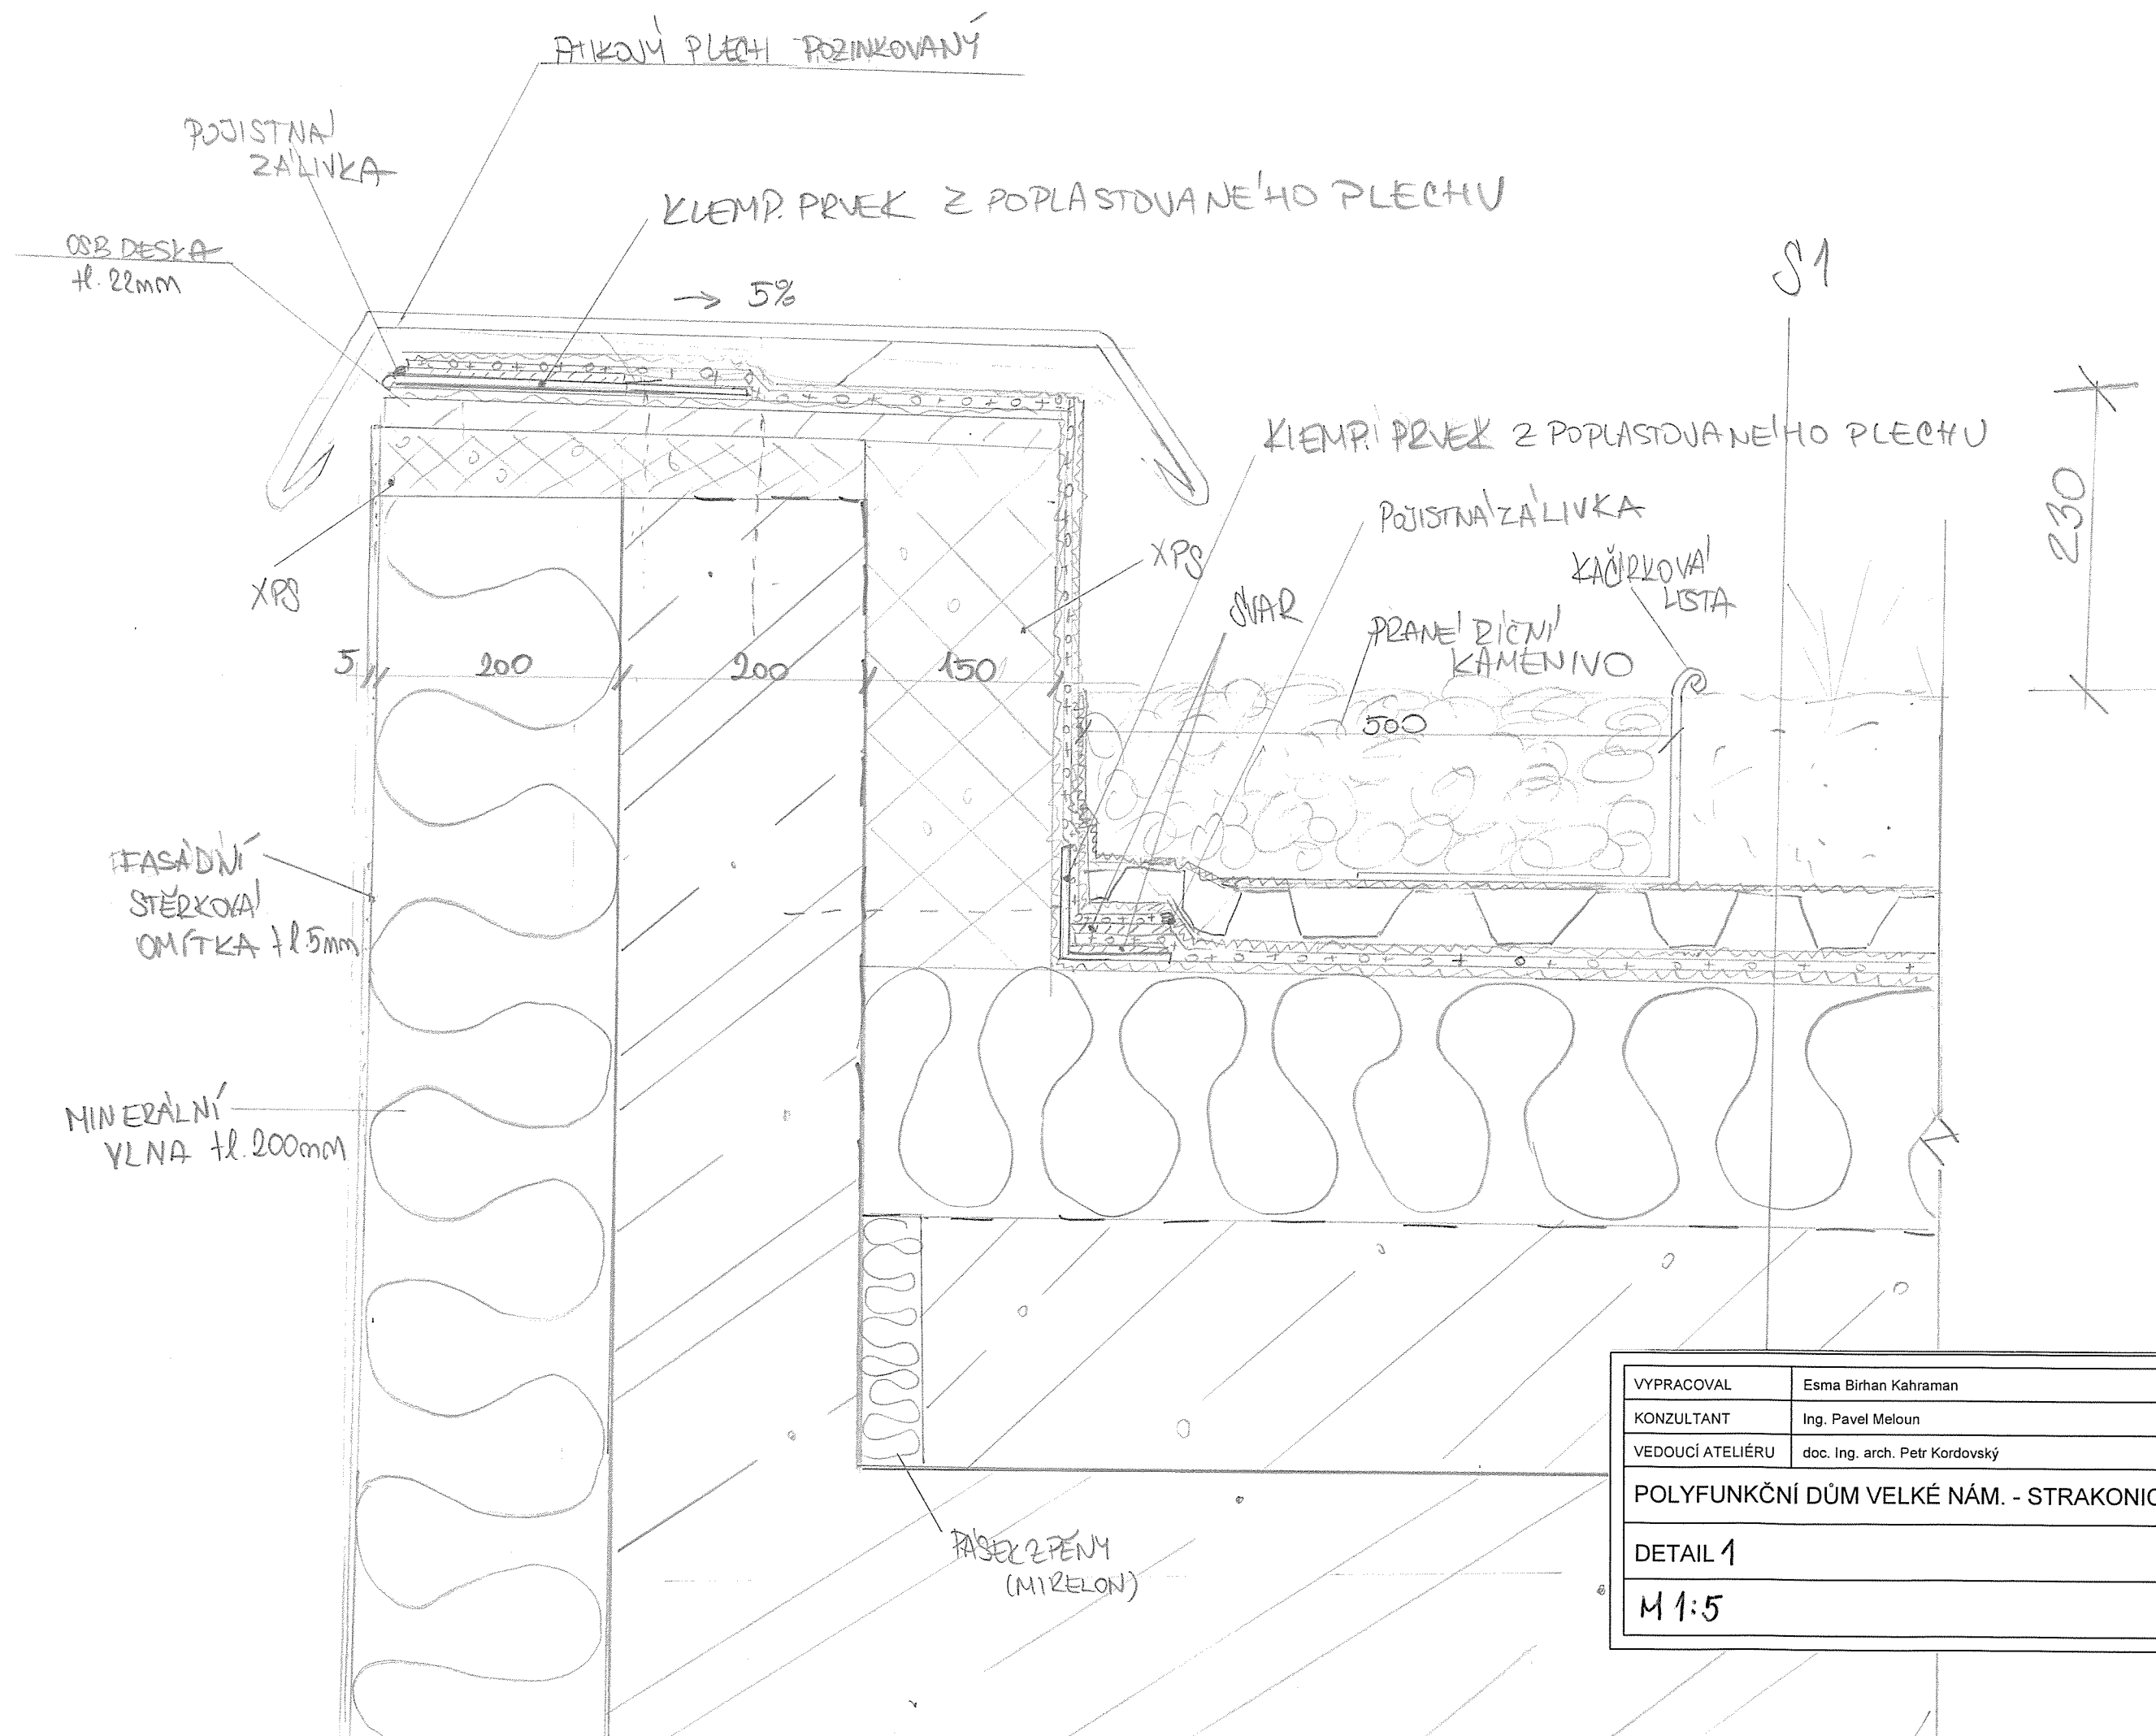 ATIKOVÝ PLECH POZINKOVANÝ
POJISTNÁ
ZÁLIVKA
KLEMP. PRVEK Z POPLASTOVANÉHO PLECHU
OSB DESKA
tl. 22mm
→ 5%
S1
KLEMP. PRVEK Z POPLASTOVANÉHO PLECHU
230
POJISTNÁ ZÁLIVKA
XPS
XPS
KAČÍRKOVÁ
LISTA
SVAR
PRANÉ ŘÍČNÍ
KAMENIVO
5 200 200 150
500
FASÁDNÍ
STĚRKOVÁ
OMÍTKA tl.5mm
MINERÁLNÍ
VLNA tl.200mm
PÁSEK Z PĚNY
(MIRELON)
VYPRACOVAL Esma Birhan Kahraman
KONZULTANT Ing. Pavel Meloun
VEDOUCÍ ATELIÉRU doc. Ing. arch. Petr Kordovský
POLYFUNKČNÍ DŮM VELKÉ NÁM. - STRAKONIC
DETAIL 1
M 1:5